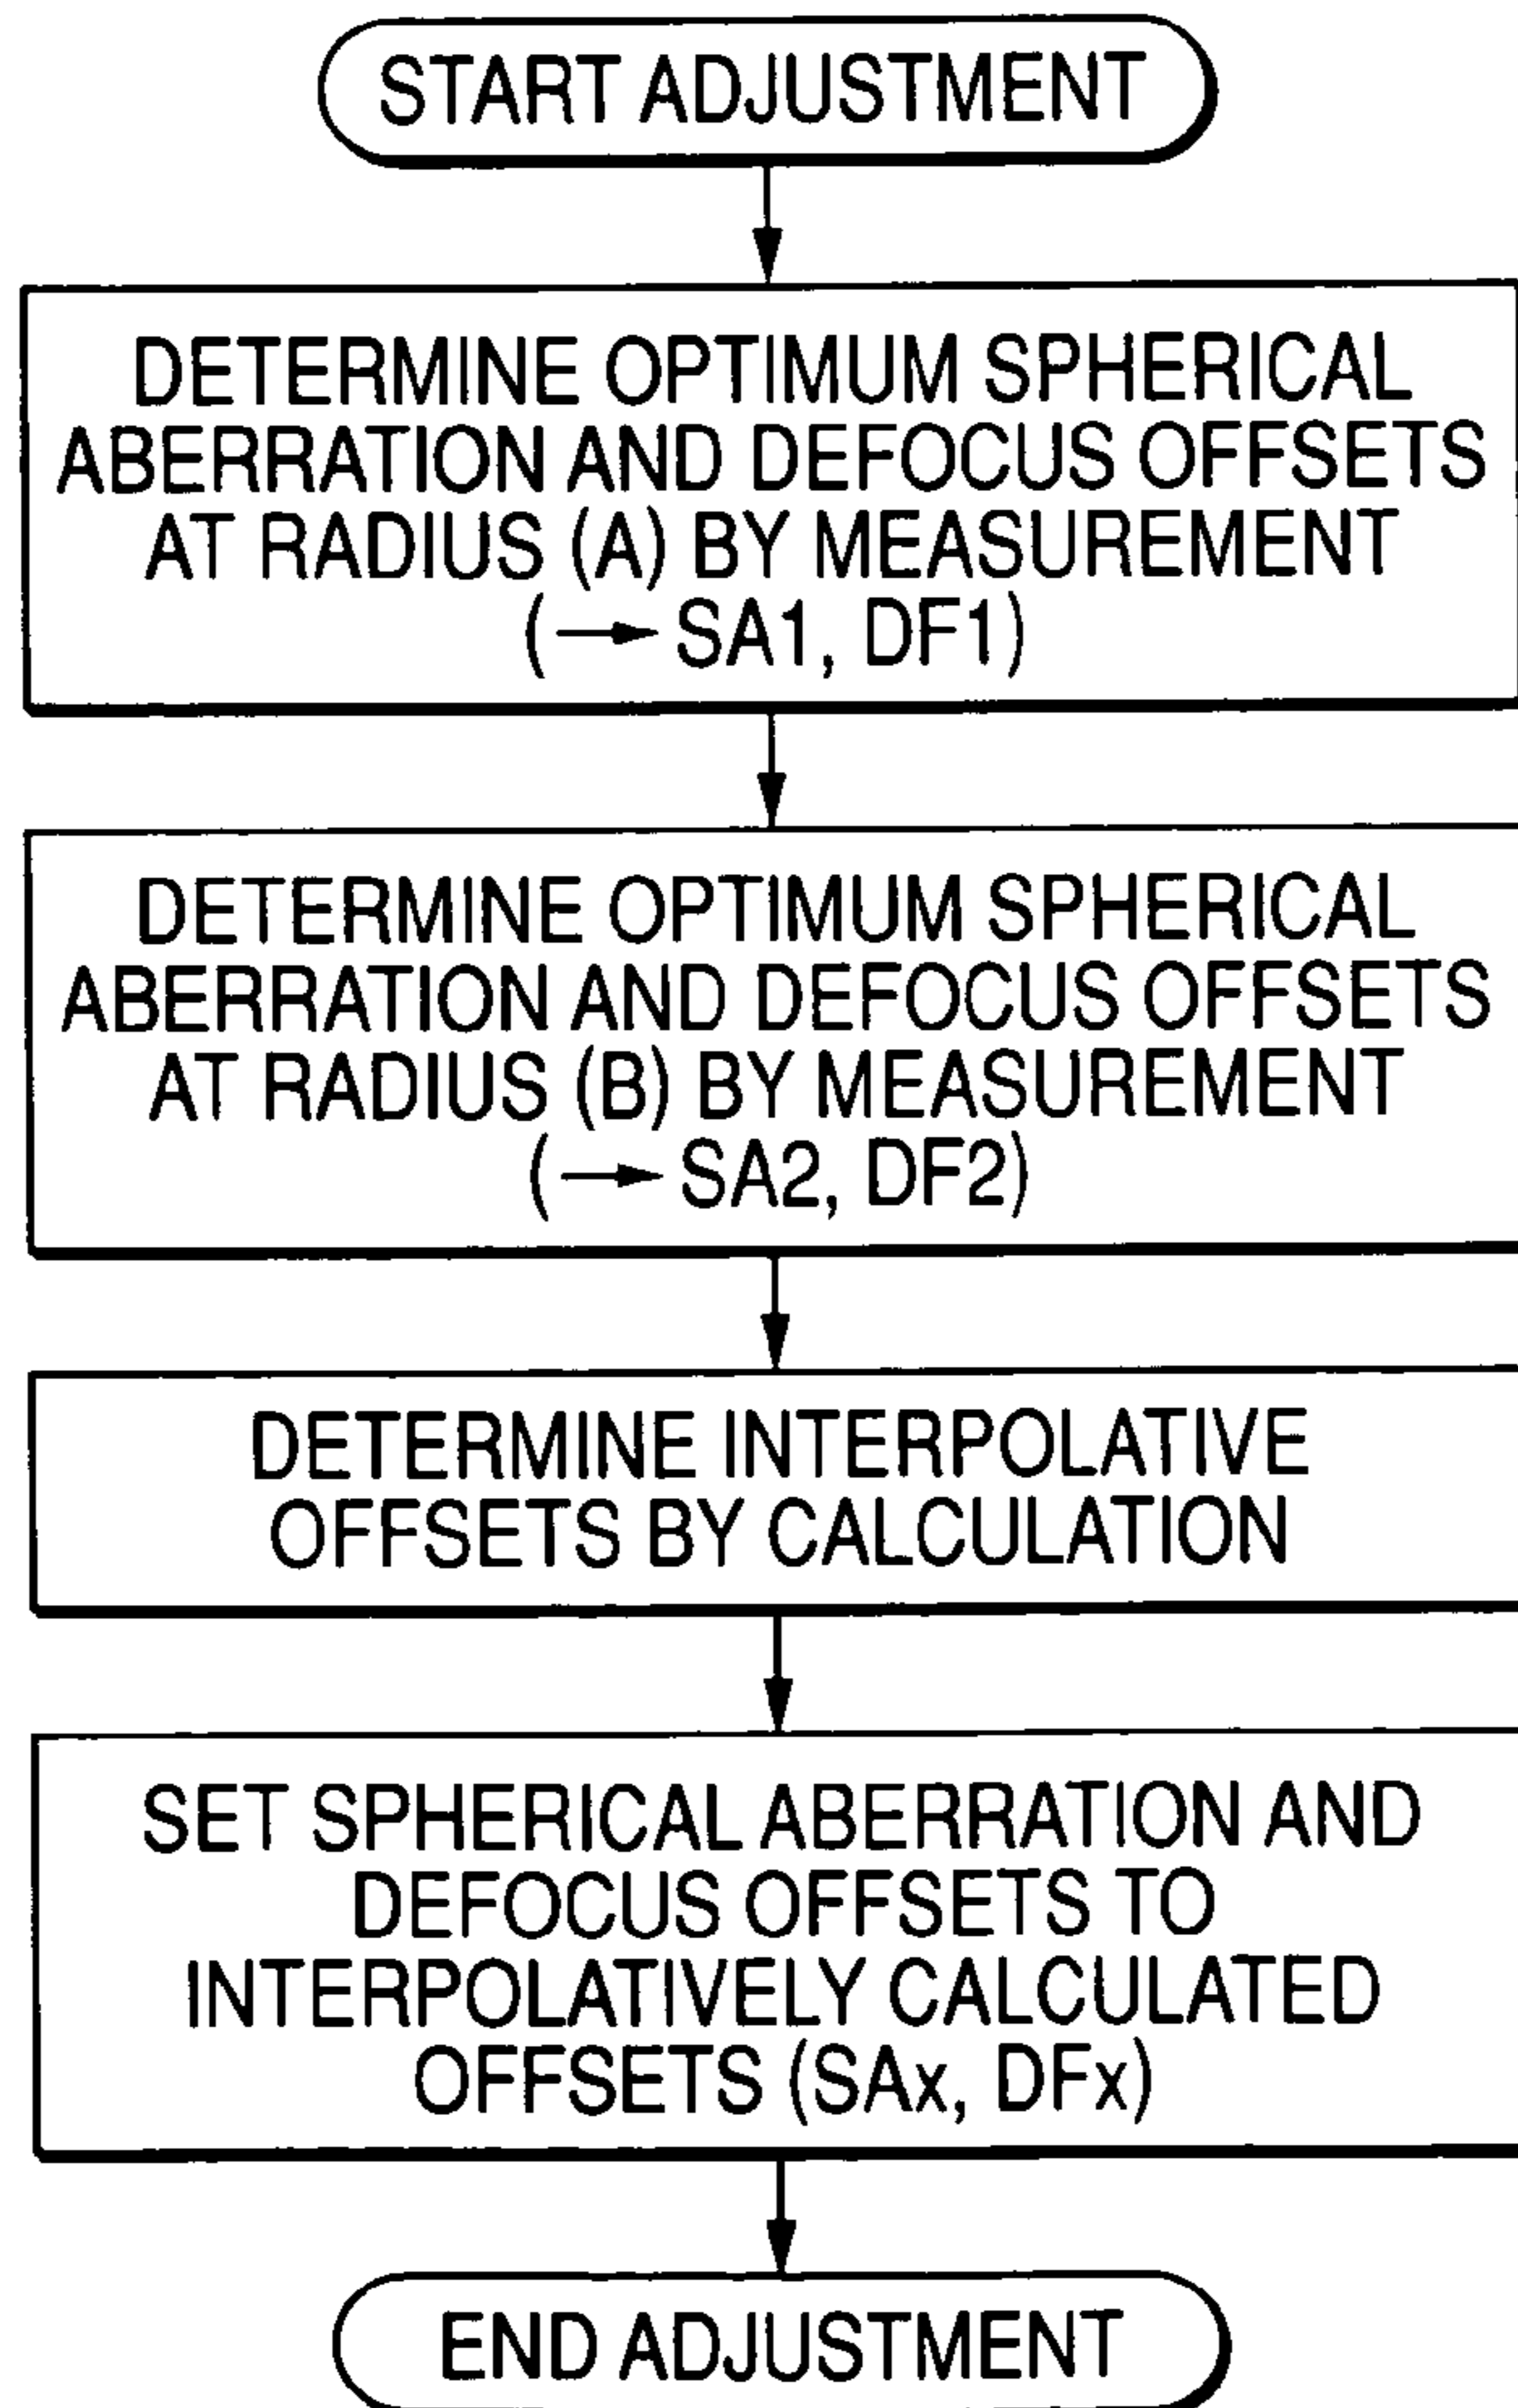 START ADJUSTMENT
DETERMINE OPTIMUM SPHERICAL
ABERRATION AND DEFOCUS OFFSETS
AT RADIUS (A) BY MEASUREMENT
(→ SA1, DF1)
DETERMINE OPTIMUM SPHERICAL
ABERRATION AND DEFOCUS OFFSETS
AT RADIUS (B) BY MEASUREMENT
(→ SA2, DF2)
DETERMINE INTERPOLATIVE
OFFSETS BY CALCULATION
SET SPHERICAL ABERRATION AND
DEFOCUS OFFSETS TO
INTERPOLATIVELY CALCULATED
OFFSETS (SAx, DFx)
END ADJUSTMENT